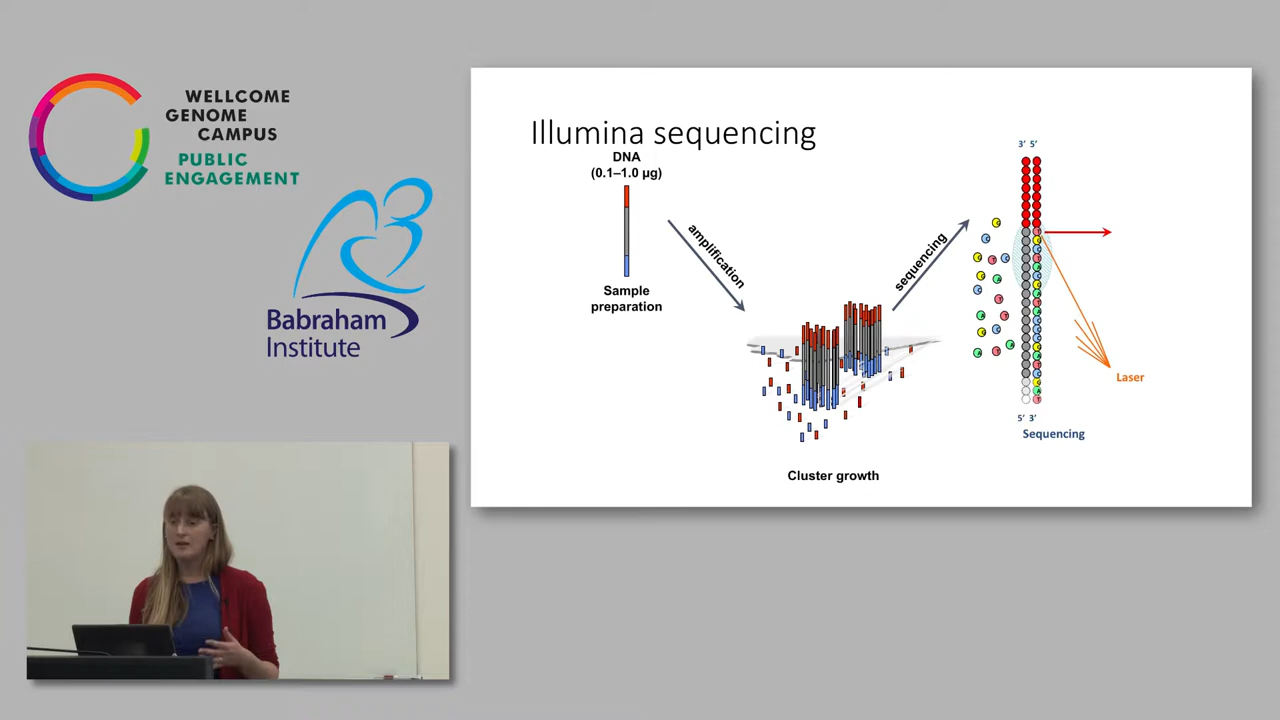 WELLCOME
GENOME
CAMPUS
PUBLIC
ENGAGEMENT
Babraham
Institute
Illumina sequencing
DNA
(0.1–1.0 µg)
Sample
preparation
amplification
Cluster growth
sequencing
3’ 5’
Laser
5’ 3’
Sequencing